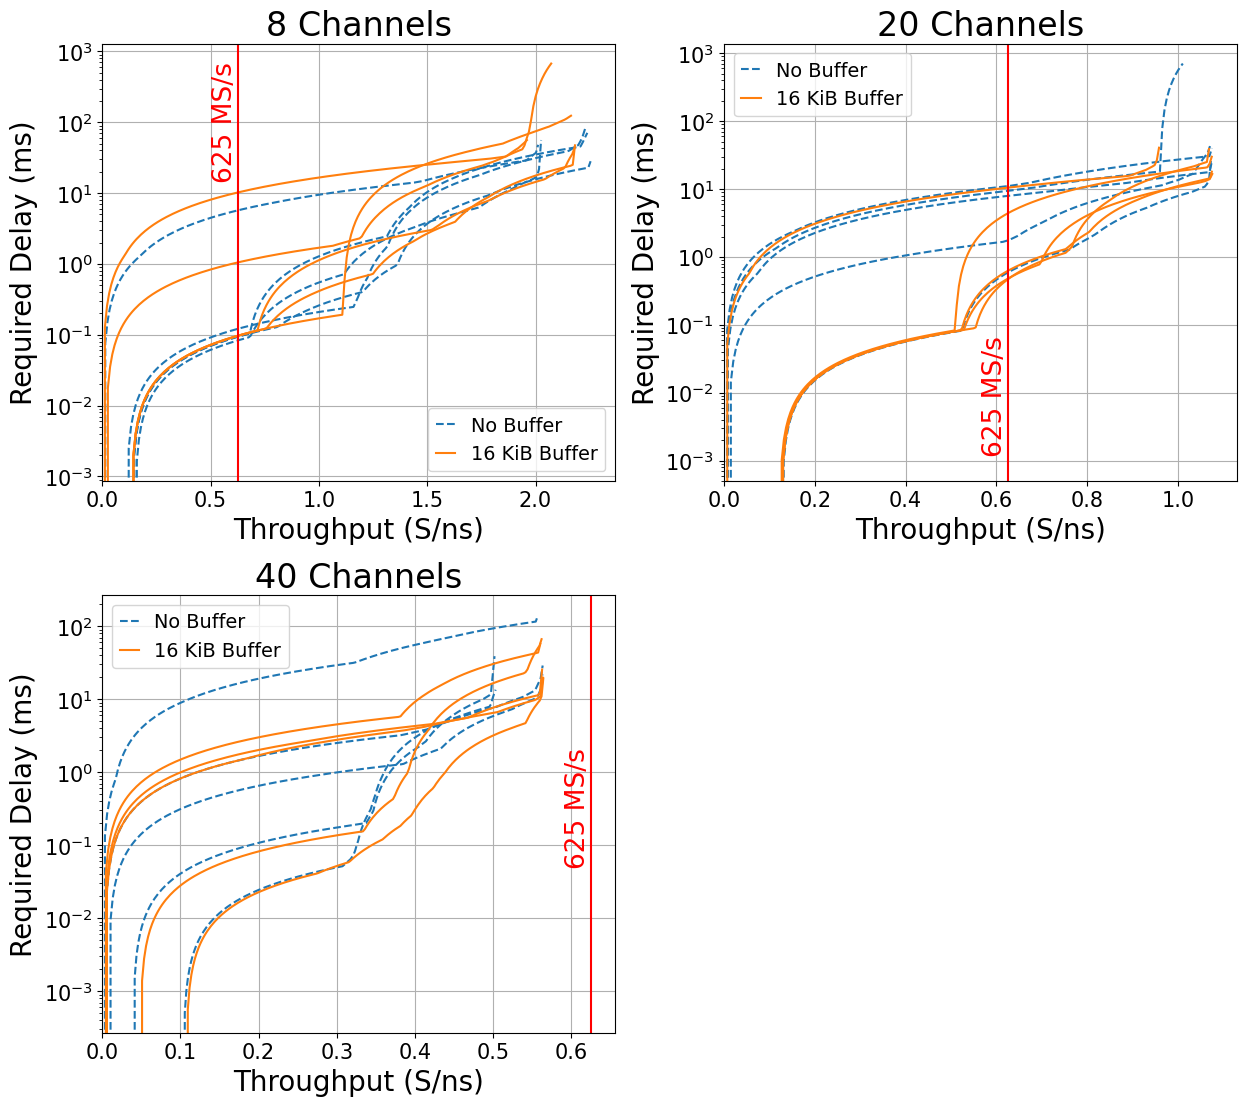 8 Channels
10³
10²
10¹
10⁰
10⁻¹
10⁻²
10⁻³
Required Delay (ms)
625 MS/s
No Buffer
16 KiB Buffer
0.0 0.5 1.0 1.5 2.0
Throughput (S/ns)
20 Channels
10³
10²
10¹
10⁰
10⁻¹
10⁻²
10⁻³
Required Delay (ms)
No Buffer
16 KiB Buffer
625 MS/s
0.0 0.2 0.4 0.6 0.8 1.0
Throughput (S/ns)
40 Channels
10²
10¹
10⁰
10⁻¹
10⁻²
10⁻³
Required Delay (ms)
No Buffer
16 KiB Buffer
625 MS/s
0.0 0.1 0.2 0.3 0.4 0.5 0.6
Throughput (S/ns)